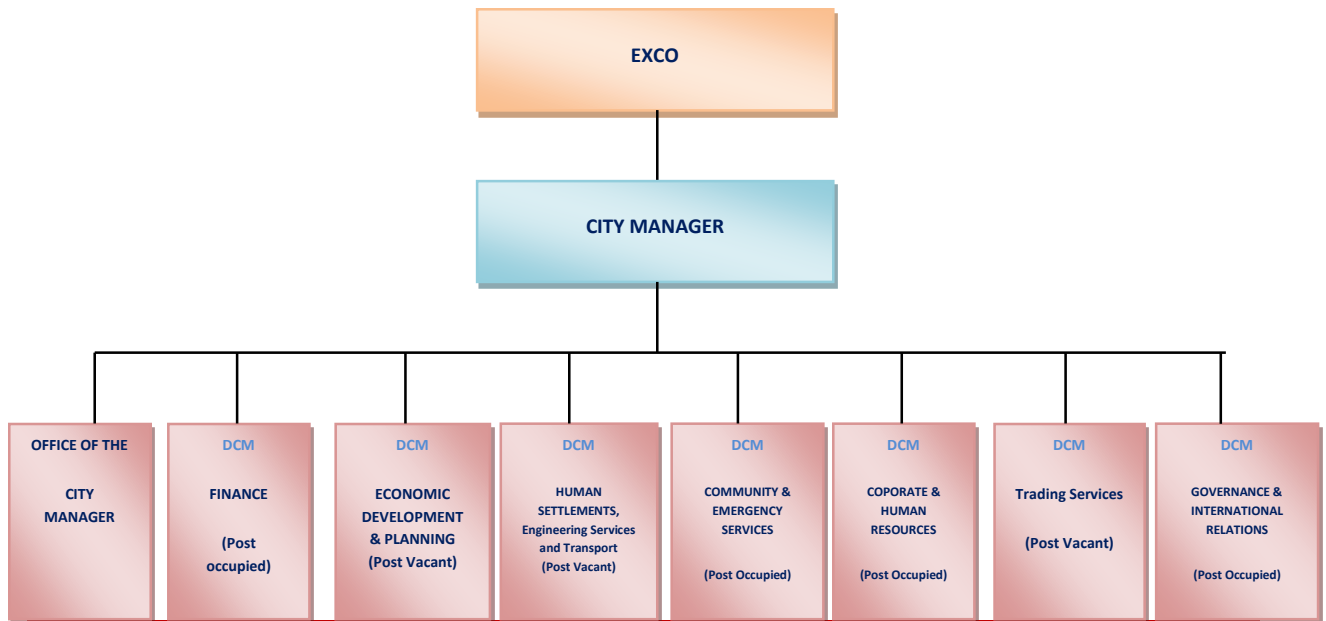 EXCO
CITY MANAGER
OFFICE OF THE
CITY
MANAGER
DCM
FINANCE
(Post
occupied)
DCM
ECONOMIC
DEVELOPMENT
& PLANNING
(Post Vacant)
DCM
HUMAN
SETTLEMENTS,
Engineering Services
and Transport
(Post Vacant)
DCM
COMMUNITY &
EMERGENCY
SERVICES
(Post Occupied)
DCM
COPORATE &
HUMAN
RESOURCES
(Post Occupied)
DCM
Trading Services
(Post Vacant)
DCM
GOVERNANCE &
INTERNATIONAL
RELATIONS
(Post Occupied)